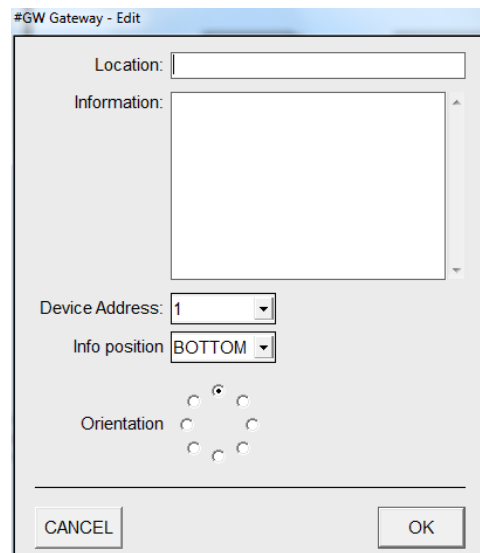 #GW Gateway - Edit
Location:
Information:
Device Address: 1
Info position BOTTOM
Orientation
CANCEL OK